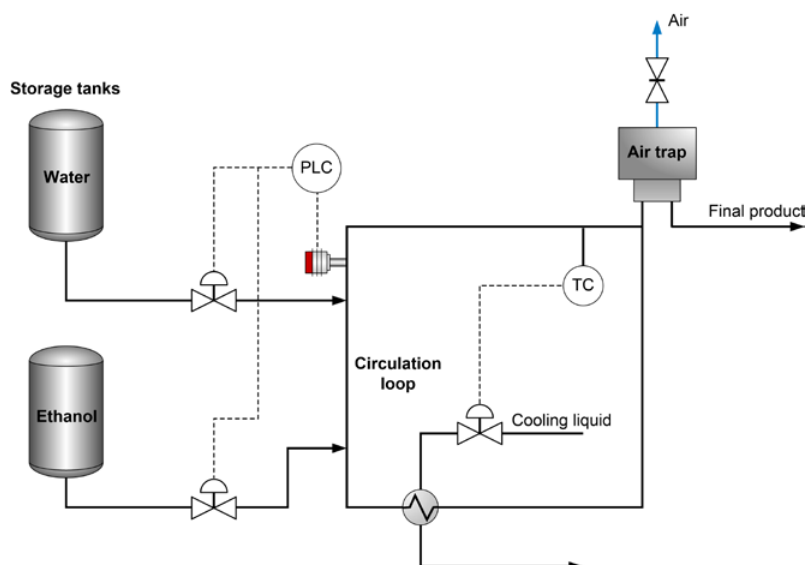 Air
Storage tanks
Water
PLC
Air trap
Final product
TC
Circulation
loop
Ethanol
Cooling liquid